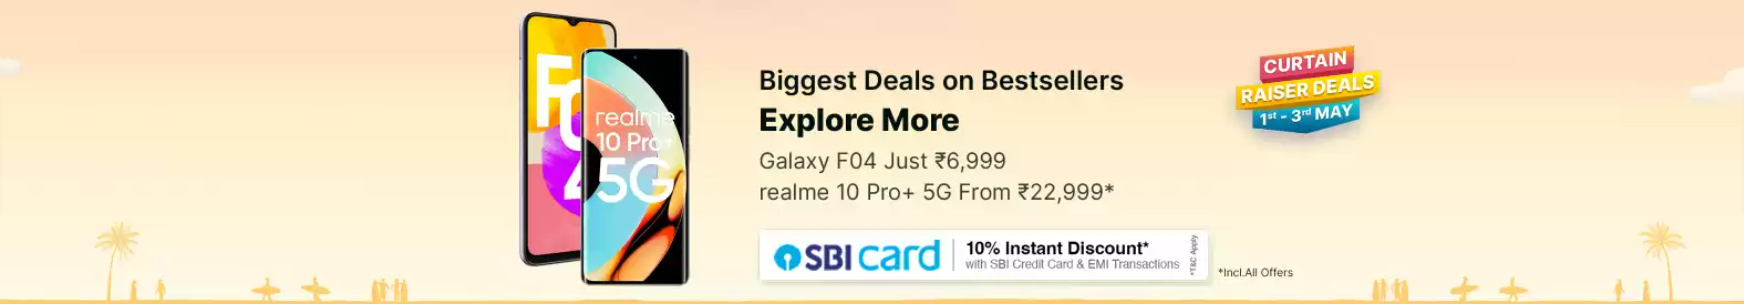 F04
realme
10 Pro+
5G
Biggest Deals on Bestsellers
Explore More
Galaxy F04 Just ₹6,999
realme 10 Pro+ 5G From ₹22,999*
SBI card
10% Instant Discount*
with SBI Credit Card & EMI Transactions
*T&C Apply
*Incl.All Offers
CURTAIN
RAISER DEALS
1st - 3rd MAY